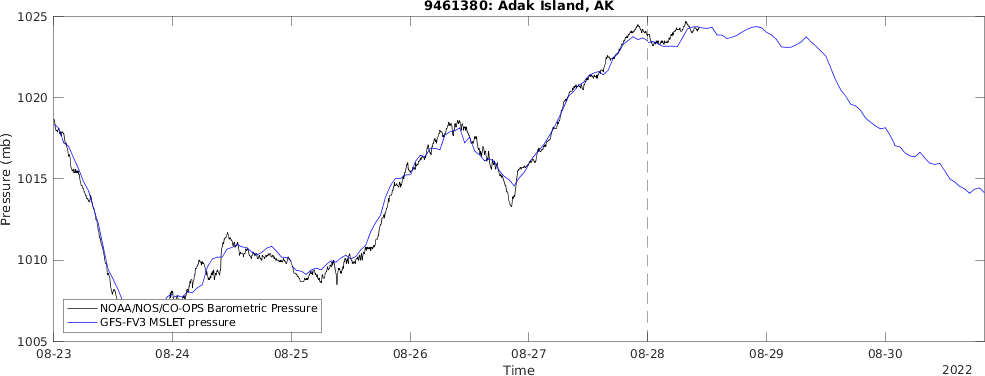 9461380: Adak Island, AK
Pressure (mb)
1025
1020
1015
1010
1005
NOAA/NOS/CO-OPS Barometric Pressure
GFS-FV3 MSLET pressure
08-23 08-24 08-25 08-26 08-27 08-28 08-29 08-30
Time
2022